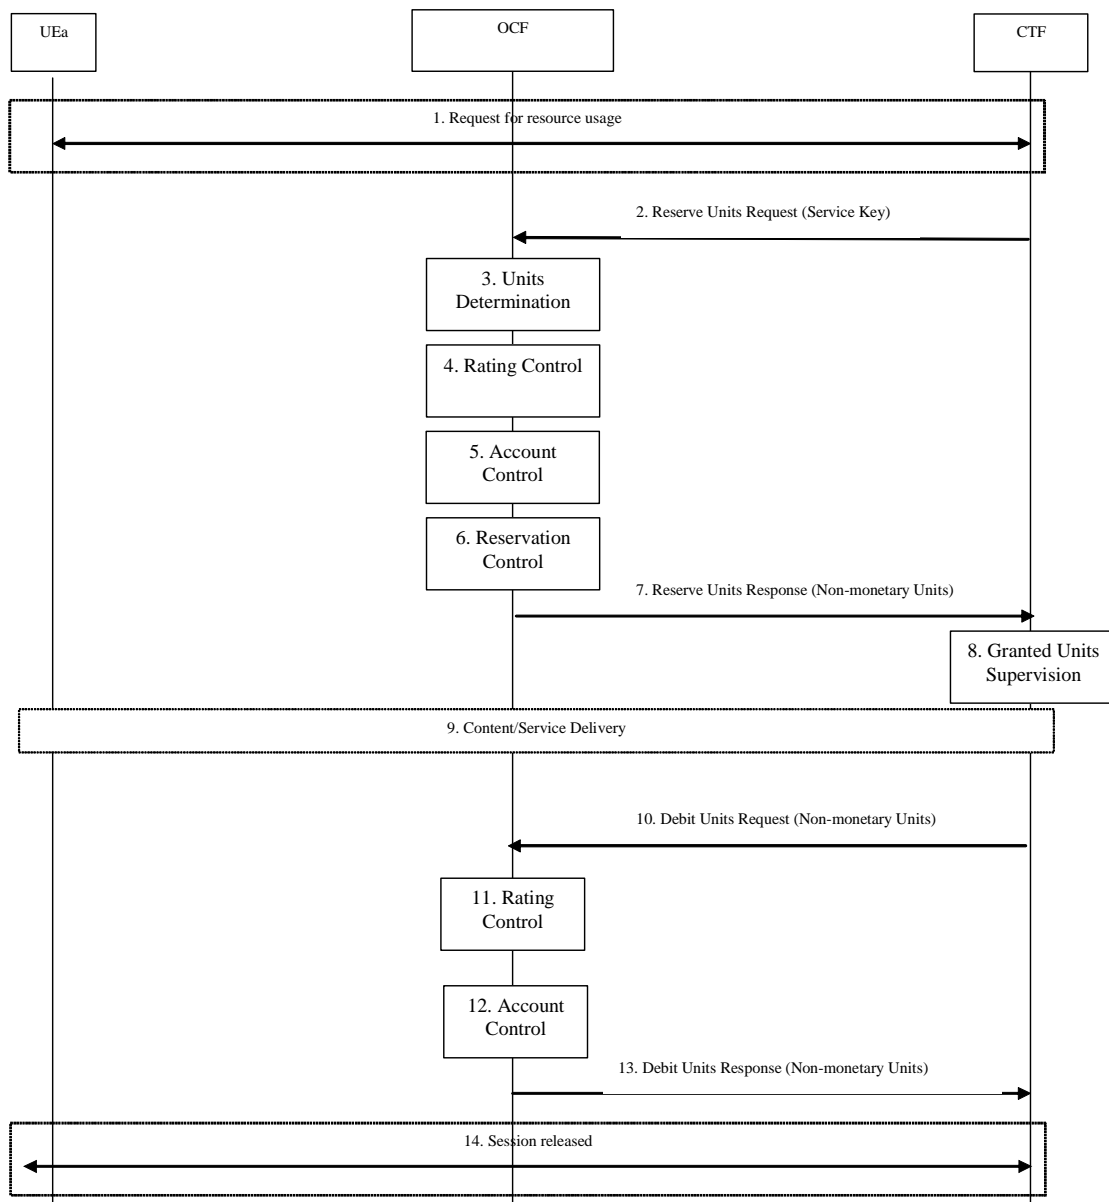 UEa
OCF
CTF
1. Request for resource usage
2. Reserve Units Request (Service Key)
3. Units
Determination
4. Rating Control
5. Account
Control
6. Reservation
Control
7. Reserve Units Response (Non-monetary Units)
8. Granted Units
Supervision
9. Content/Service Delivery
10. Debit Units Request (Non-monetary Units)
11. Rating
Control
12. Account
Control
13. Debit Units Response (Non-monetary Units)
14. Session released